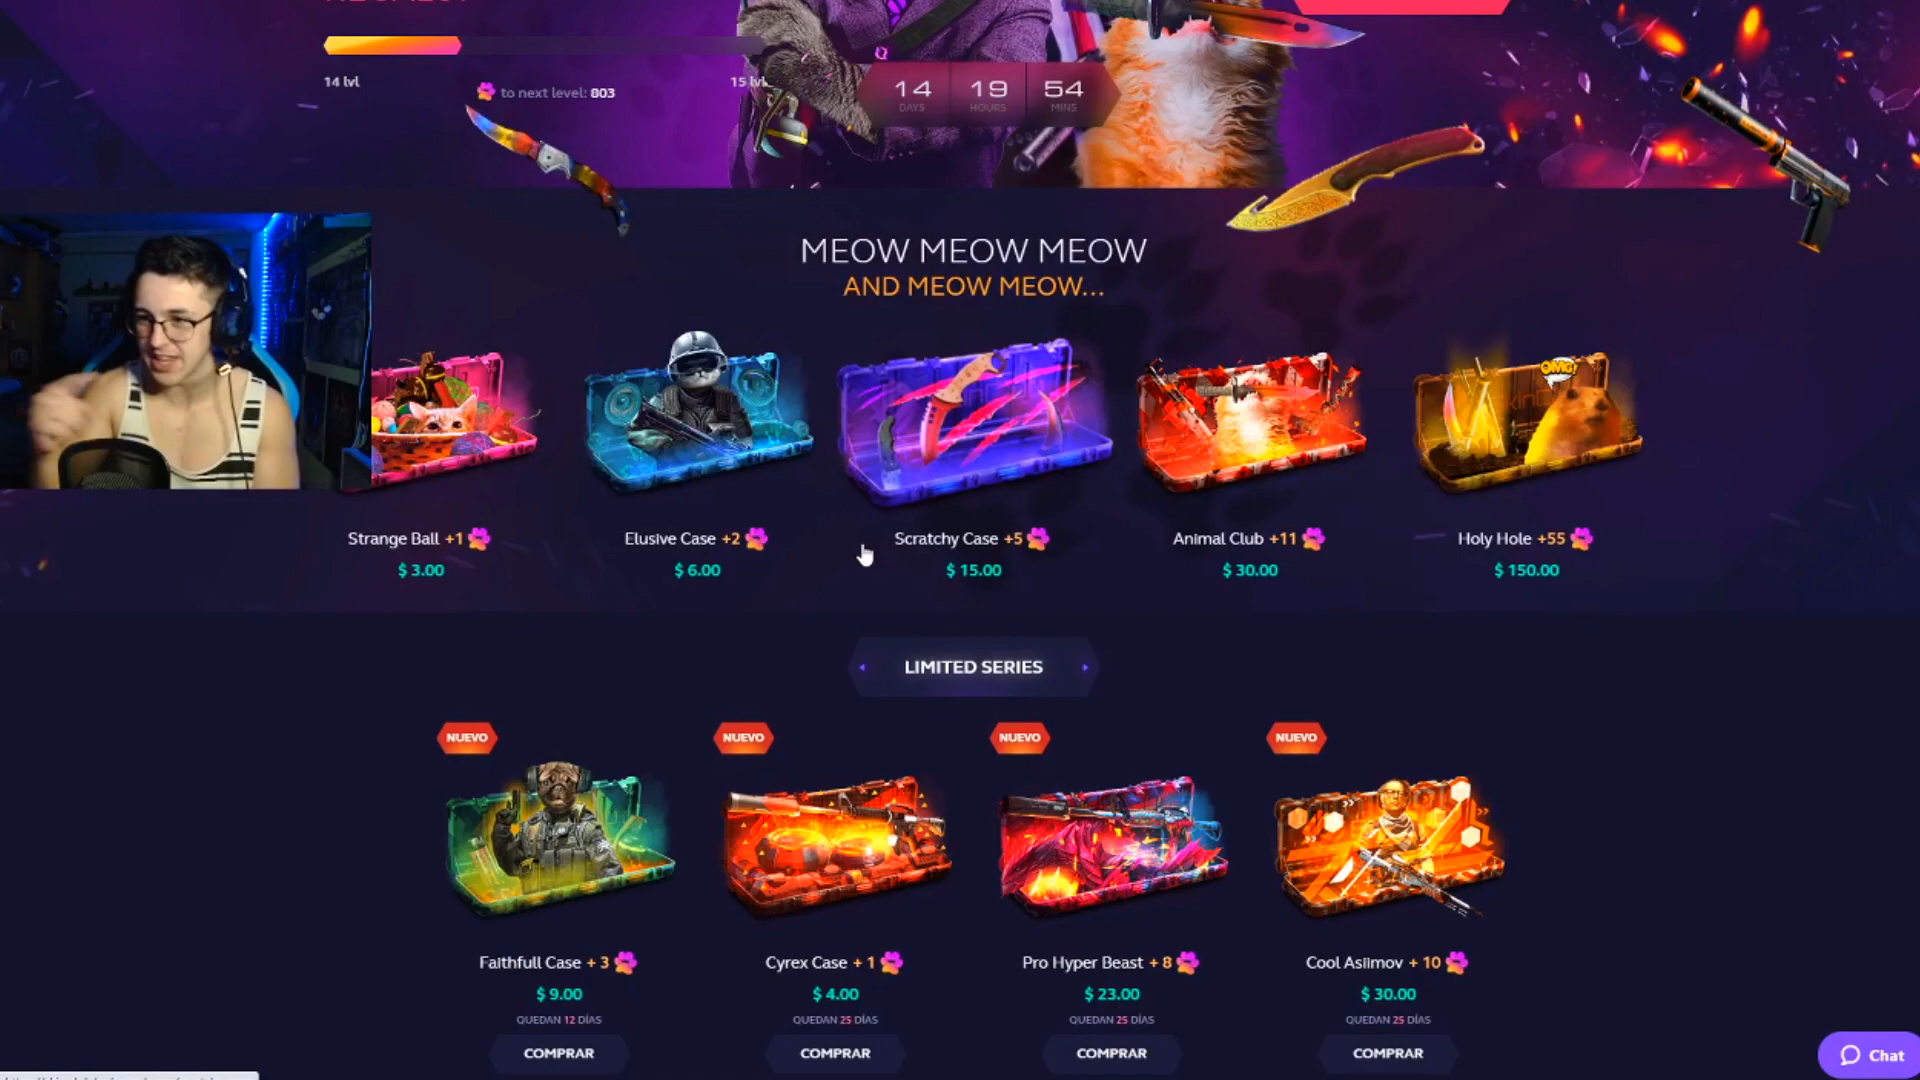 14 lvl
15 lvl
to next level: 803
14
19
54
DAYS
HOURS
MINS
MEOW MEOW MEOW
AND MEOW MEOW...
OMG!
Strange Ball +1
$ 3.00
Elusive Case +2
$ 6.00
Scratchy Case +5
$ 15.00
Animal Club +11
$ 30.00
Holy Hole +55
$ 150.00
LIMITED SERIES
NUEVO
NUEVO
NUEVO
NUEVO
Faithfull Case + 3
$ 9.00
QUEDAN 12 DÍAS
COMPRAR
Cyrex Case + 1
$ 4.00
QUEDAN 25 DÍAS
COMPRAR
Pro Hyper Beast + 8
$ 23.00
QUEDAN 25 DÍAS
COMPRAR
Cool Asiimov + 10
$ 30.00
QUEDAN 25 DÍAS
COMPRAR
Chat